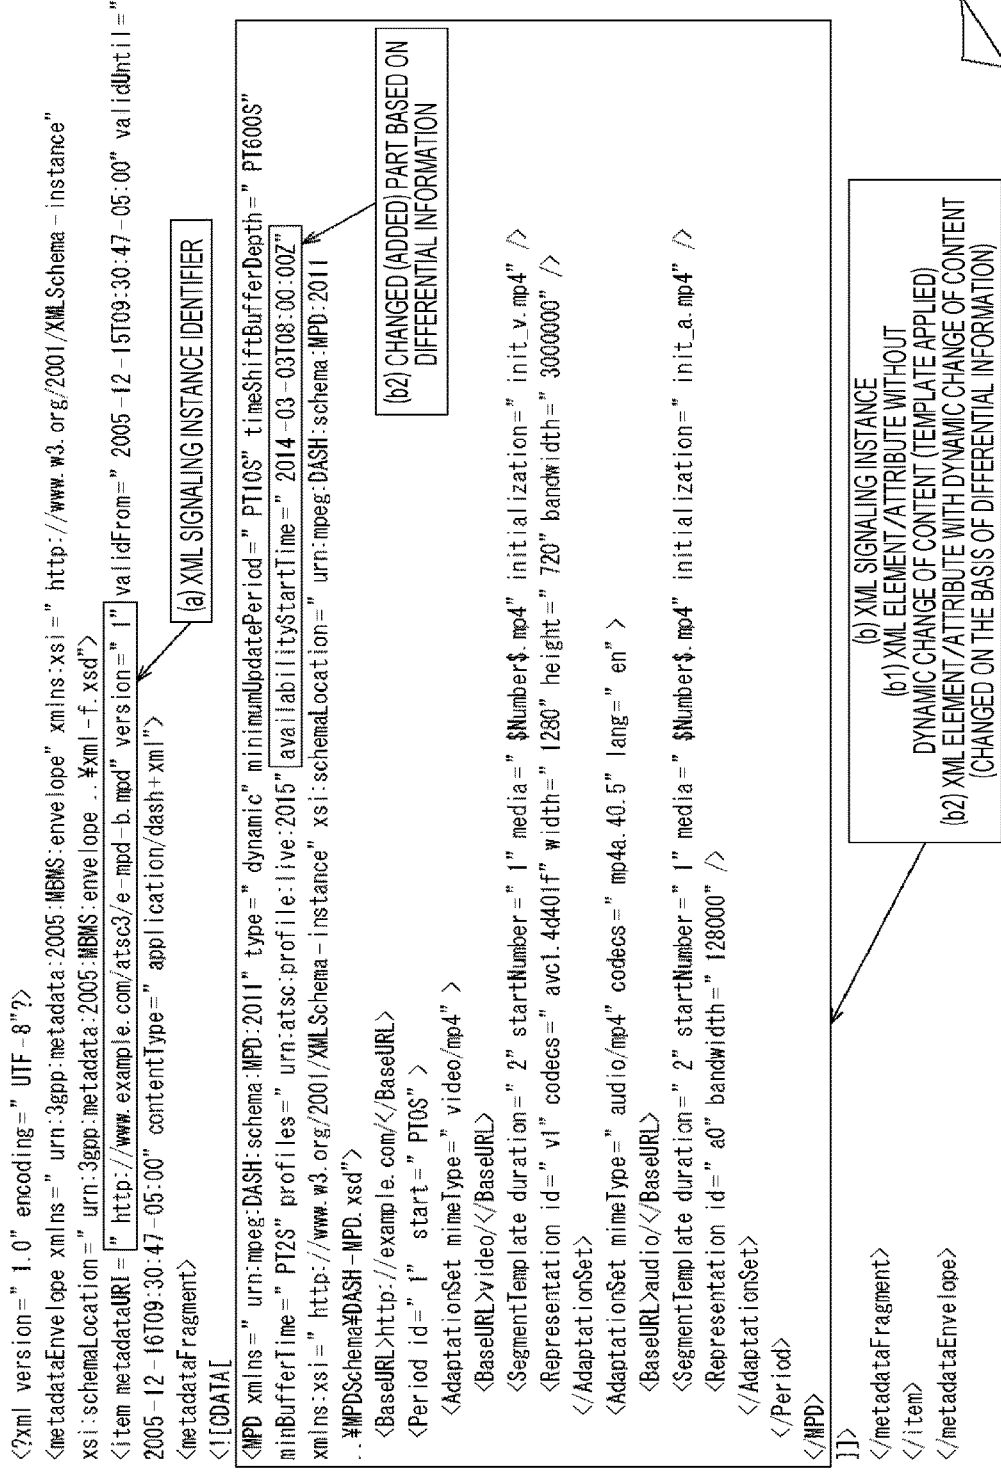 <?xml version=" 1.0" encoding=" UTF-8"?>
<metadataEnvelope xmlns=" urn:3gpp:metadata:2005:MBMS:envelope" xmlns:xsi=" http://www.w3.org/2001/XMLSchema-instance"
xsi:schemaLocation=" urn:3gpp:metadata:2005:MBMS:envelope ..¥xml-f.xsd">
<item metadataURI=" http://www.example.com/atsc3/e-mpd-b.mpd" version=" 1" validFrom=" 2005-12-15T09:30:47-05:00" validUntil="
2005-12-16T09:30:47-05:00" contentType=" application/dash+xml">
(a) XML SIGNALING INSTANCE IDENTIFIER
<metadataFragment>
<![CDATA[
<MPD xmlns=" urn:mpeg:DASH:schema:MPD:2011" type=" dynamic" minimumUpdatePeriod=" PT10S" timeShiftBufferDepth=" PT600S"
minBufferTime=" PT2S" profiles=" urn:atsc:profile:live:2015" availabilityStartTime=" 2014-03-03T08:00:00Z"
xmlns:xsi=" http://www.w3.org/2001/XMLSchema-instance" xsi:schemaLocation=" urn:mpeg:DASH:schema:MPD:2011
..¥MPDSchema¥DASH-MPD.xsd">
(b2) CHANGED (ADDED) PART BASED ON
DIFFERENTIAL INFORMATION
<BaseURL>http://example.com/</BaseURL>
<Period id=" 1" start=" PT0S" >
<AdaptationSet mimeType=" video/mp4" >
<BaseURL>video/</BaseURL>
<SegmentTemplate duration=" 2" startNumber=" 1" media=" $Number$.mp4" initialization=" init_v.mp4" />
<Representation id=" v1" codecs=" avc1.4d401f" width=" 1280" height=" 720" bandwidth=" 3000000" />
</AdaptationSet>
<AdaptationSet mimeType=" audio/mp4" codecs=" mp4a.40.5" lang=" en" >
<BaseURL>audio/</BaseURL>
<SegmentTemplate duration=" 2" startNumber=" 1" media=" $Number$.mp4" initialization=" init_a.mp4" />
<Representation id=" a0" bandwidth=" 128000" />
</AdaptationSet>
</Period>
</MPD>
]]>
</metadataFragment>
</item>
</metadataEnvelope>
(b) XML SIGNALING INSTANCE
(b1) XML ELEMENT/ATTRIBUTE WITHOUT
DYNAMIC CHANGE OF CONTENT (TEMPLATE APPLIED)
(b2) XML ELEMENT/ATTRIBUTE WITH DYNAMIC CHANGE OF CONTENT
(CHANGED ON THE BASIS OF DIFFERENTIAL INFORMATION)